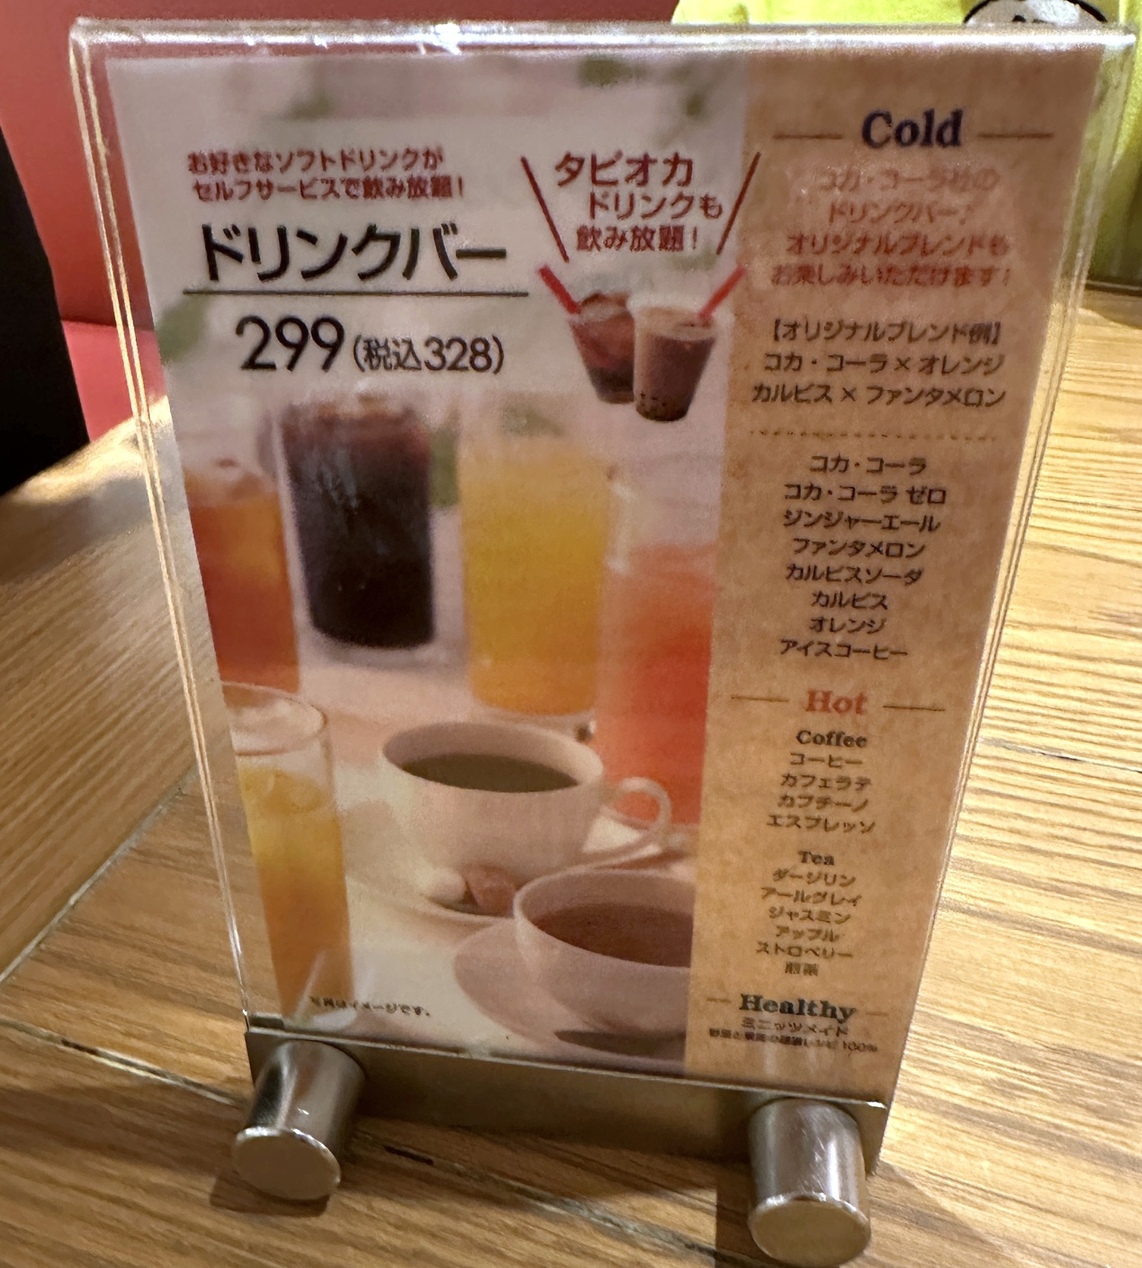 お好きなソフトドリンクが
セルフサービスで飲み放題!
ドリンクバー
299(税込328)
タピオカ
ドリンクも
飲み放題!
写真はイメージです。
Cold
コカ・コーラ社の
ドリンクバー♪
オリジナルブレンドも
お楽しみいただけます!
【オリジナルブレンド例】
コカ・コーラ × オレンジ
カルピス × ファンタメロン
コカ・コーラ
コカ・コーラ ゼロ
ジンジャーエール
ファンタメロン
カルピスソーダ
カルピス
オレンジ
アイスコーヒー
Hot
Coffee
コーヒー
カフェラテ
カプチーノ
エスプレッソ
Tea
ダージリン
アールグレイ
ジャスミン
アップル
ストロベリー
煎茶
Healthy
ミニッツメイド
100%